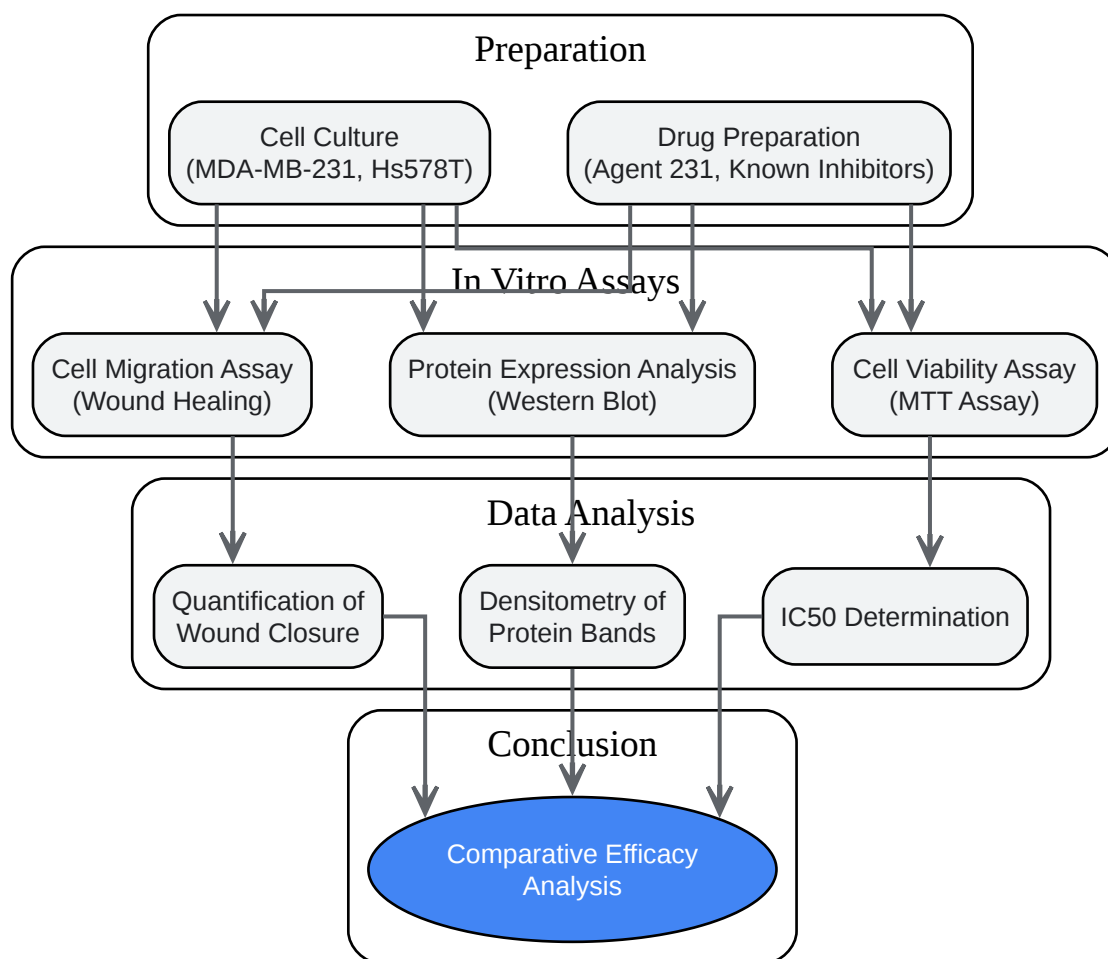 Preparation
Cell Culture
(MDA-MB-231, Hs578T)
Drug Preparation
(Agent 231, Known Inhibitors)
In Vitro Assays
Cell Migration Assay
(Wound Healing)
Protein Expression Analysis
(Western Blot)
Cell Viability Assay
(MTT Assay)
Data Analysis
Quantification of
Wound Closure
Densitometry of
Protein Bands
IC50 Determination
Conclusion
Comparative Efficacy
Analysis